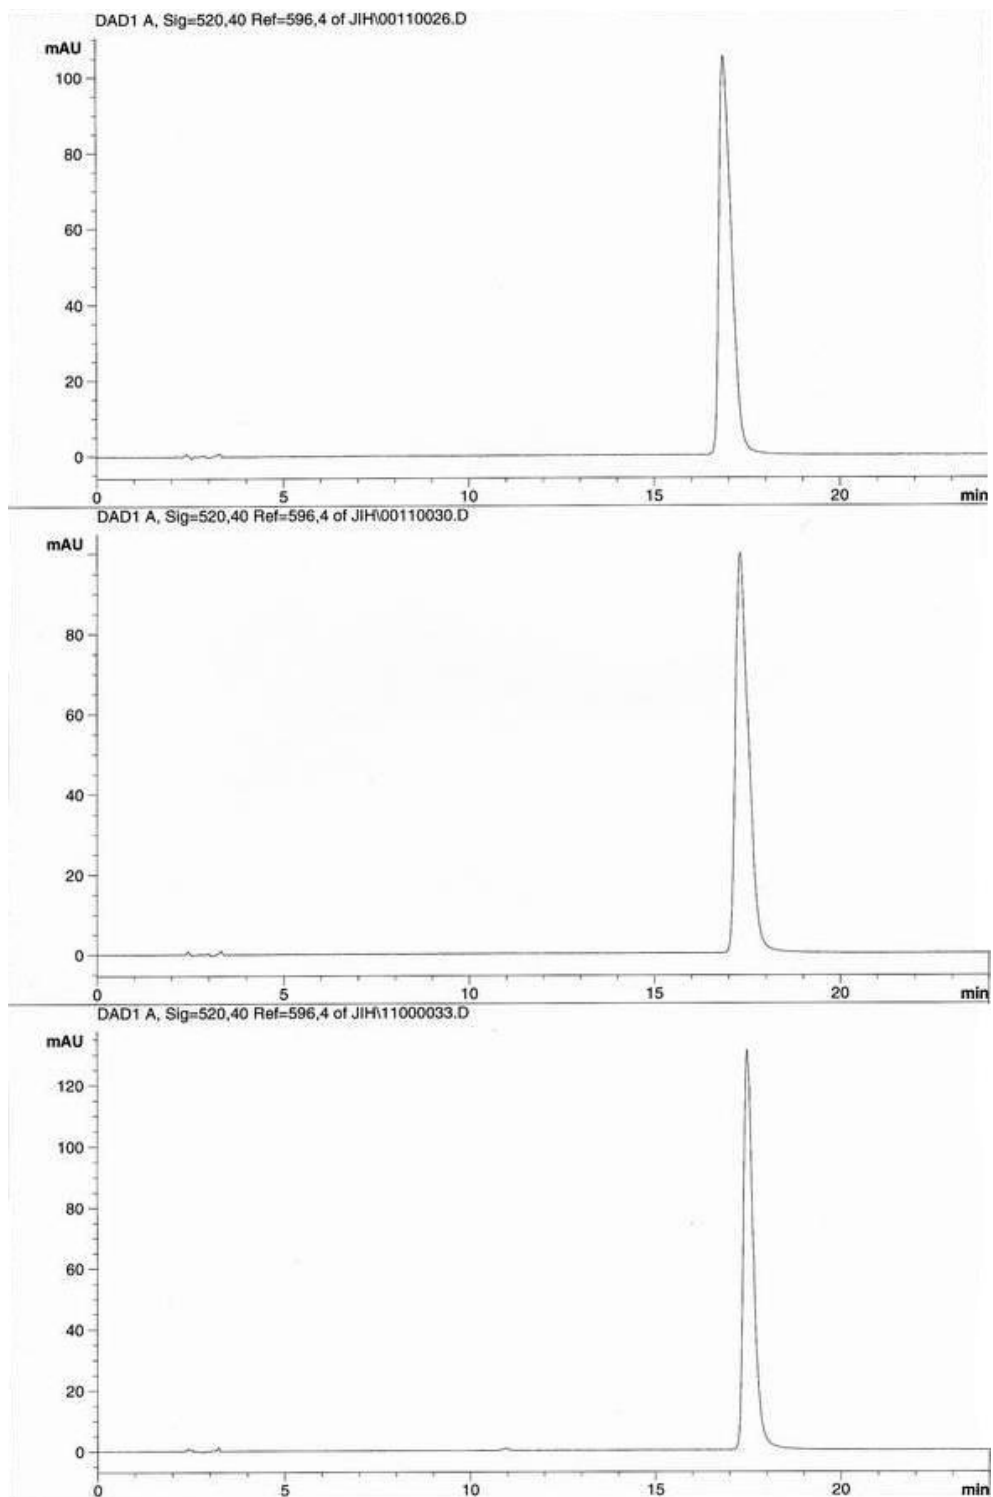 DAD1 A, Sig=520,40 Ref=596,4 of JIH\00110026.D
mAU
100
80
60
40
20
0
0 5 10 15 20 min
DAD1 A, Sig=520,40 Ref=596,4 of JIH\00110030.D
mAU
80
60
40
20
0
0 5 10 15 20 min
DAD1 A, Sig=520,40 Ref=596,4 of JIH\11000033.D
mAU
120
100
80
60
40
20
0
0 5 10 15 20 min